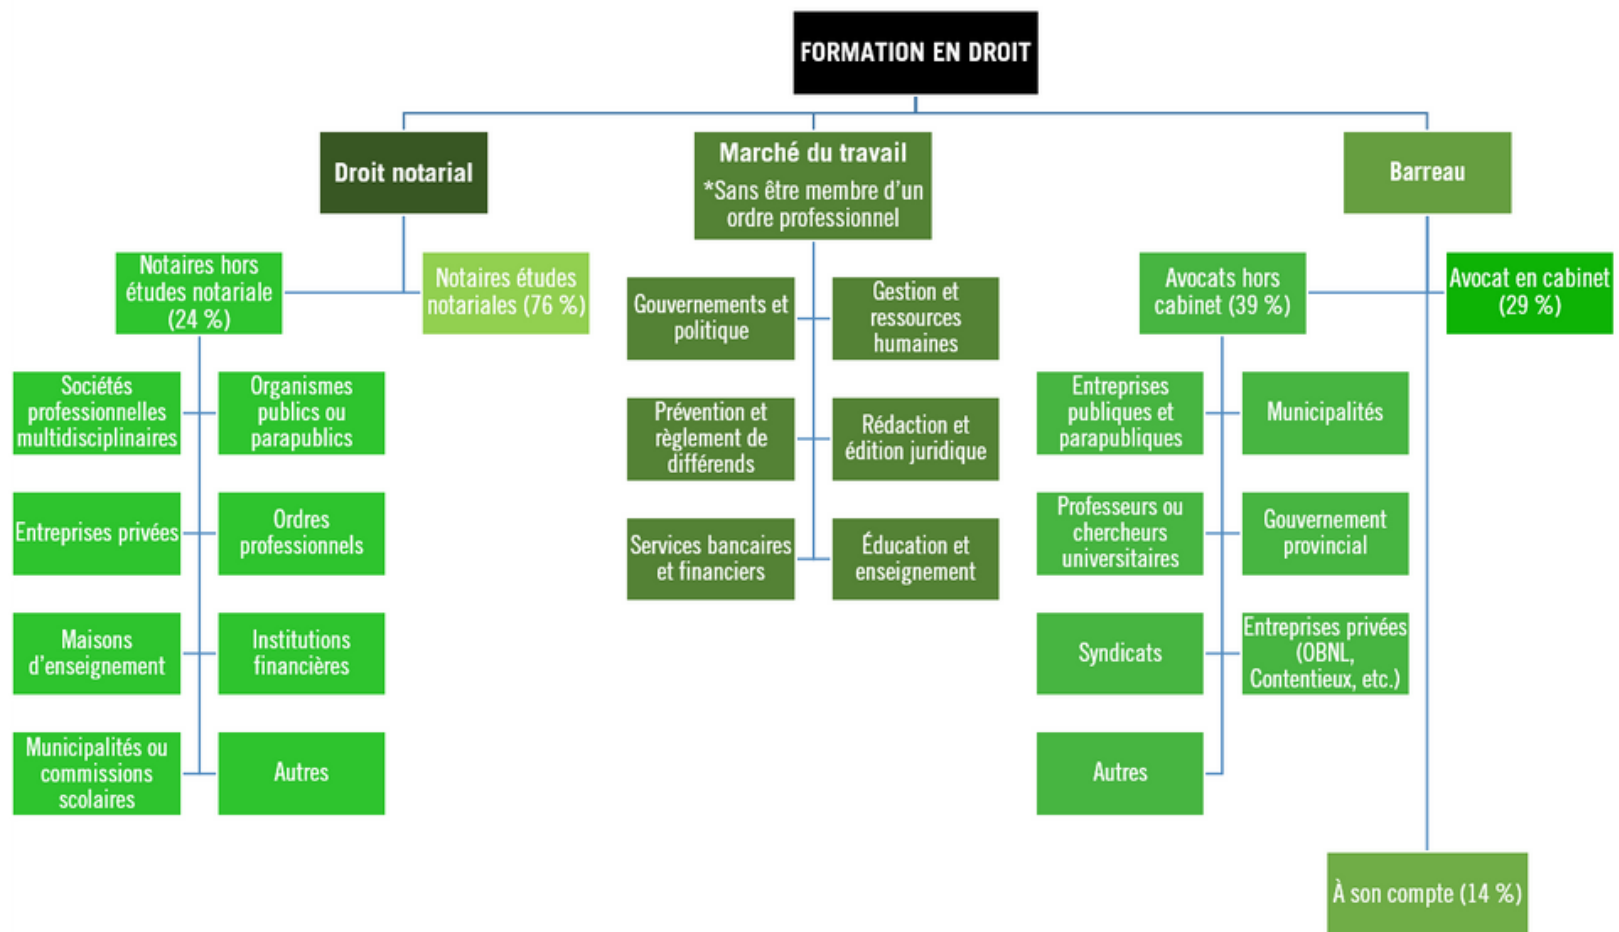 FORMATION EN DROIT
Droit notarial
Marché du travail
*Sans être membre d'un
ordre professionnel
Barreau
Notaires hors
études notariale
(24 %)
Notaires études
notariales (76 %)
Sociétés
professionnelles
multidisciplinaires
Organismes
publics ou
parapublics
Entreprises privées
Ordres
professionnels
Maisons
d'enseignement
Institutions
financières
Municipalités ou
commissions
scolaires
Autres
Gouvernements et
politique
Gestion et
ressources
humaines
Prévention et
règlement de
différends
Rédaction et
édition juridique
Services bancaires
et financiers
Éducation et
enseignement
Avocats hors
cabinet (39 %)
Avocat en cabinet
(29 %)
Entreprises
publiques et
parapubliques
Municipalités
Professeurs ou
chercheurs
universitaires
Gouvernement
provincial
Syndicats
Entreprises privées
(OBNL,
Contentieux, etc.)
Autres
À son compte (14 %)